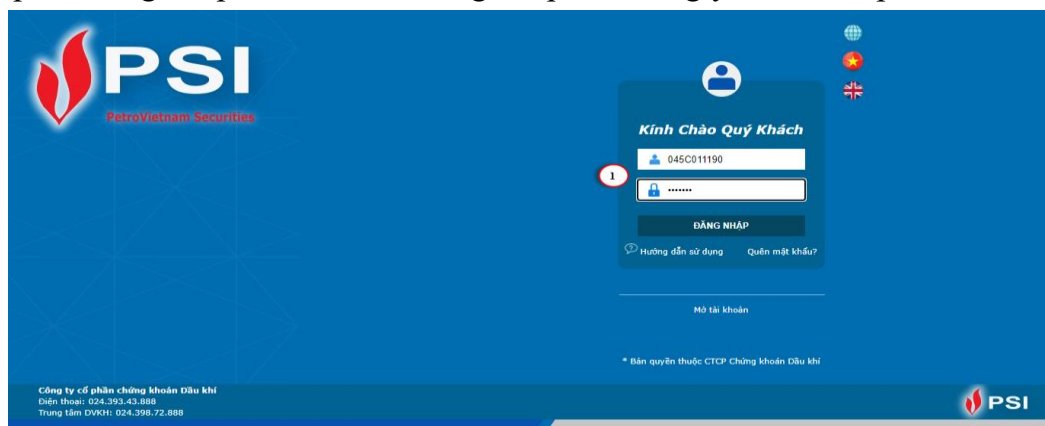 PSI
PetroVietnam Securities
Kính Chào Quý Khách
045C011190
1
•••••••
ĐĂNG NHẬP
Hướng dẫn sử dụng Quên mật khẩu?
Mở tài khoản
* Bản quyền thuộc CTCP Chứng khoán Dầu khí
Công ty cổ phần chứng khoán Dầu khí
Điện thoại: 024.393.43.888
Trung tâm DVKH: 024.398.72.888
PSI